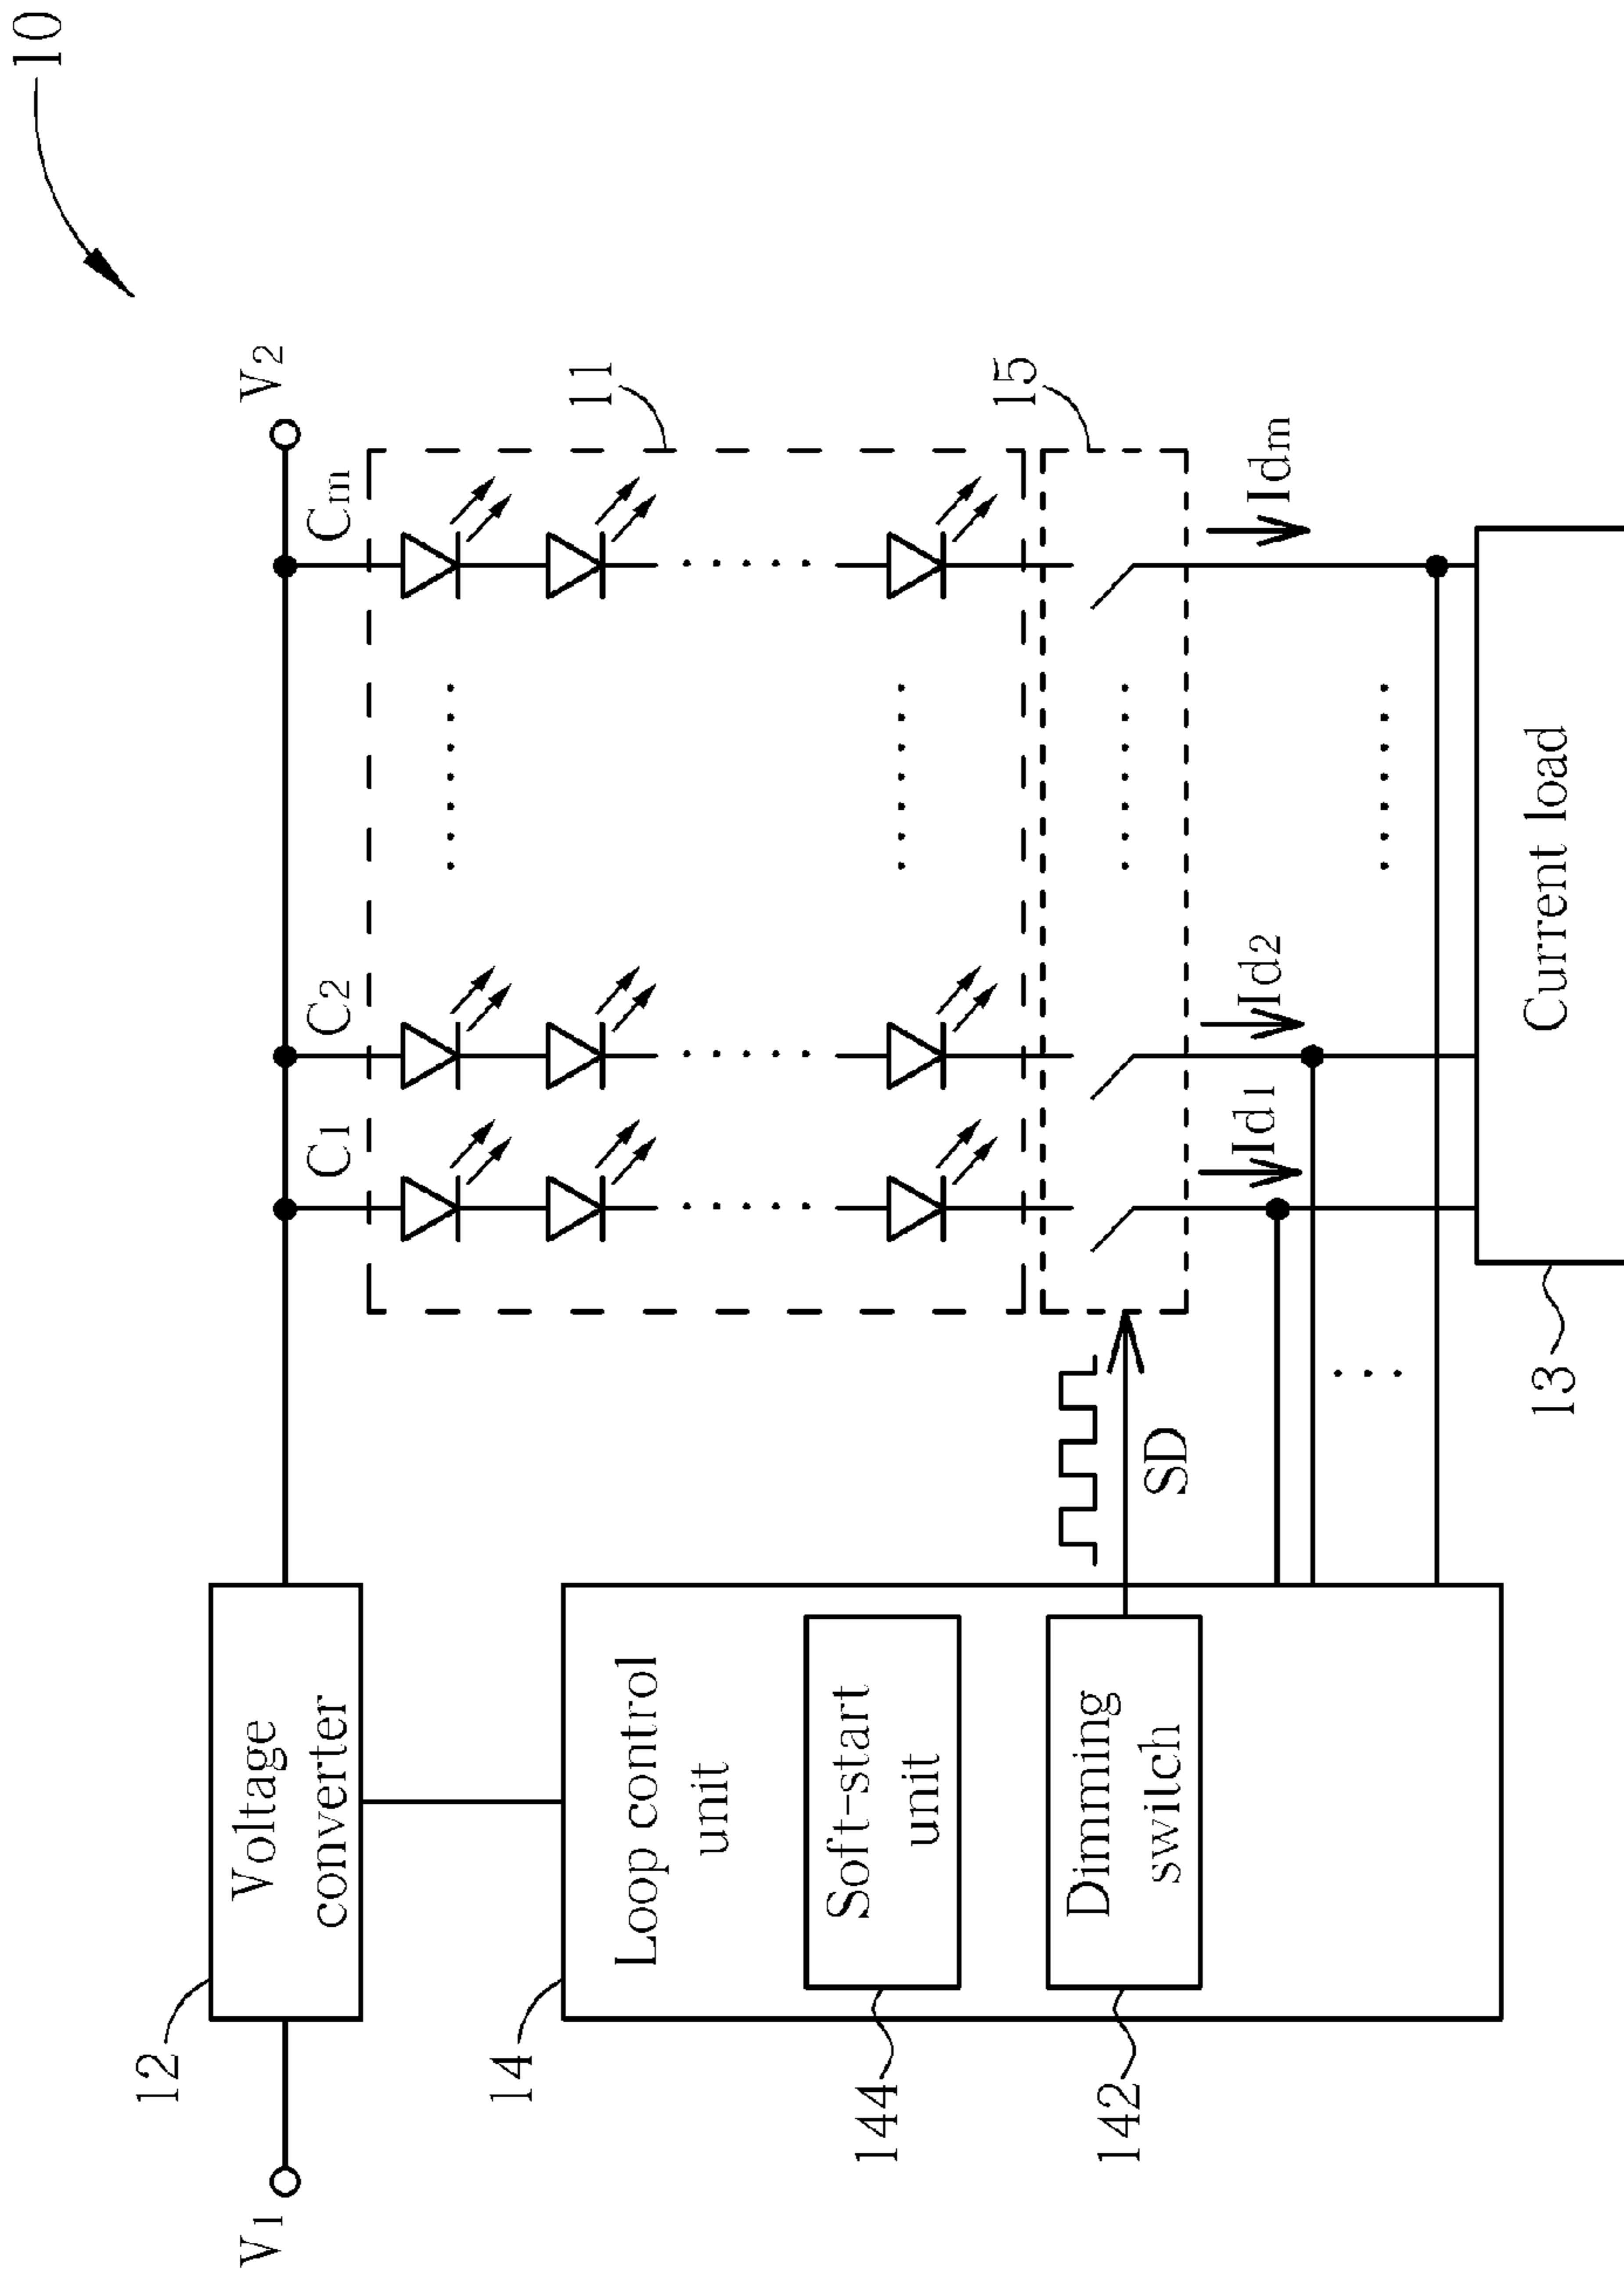 10
V1
12
Voltage
converter
V2
C1
C2
Cm
11
14
Loop control
unit
144
Soft-start
unit
142
Dimming
switch
SD
15
Id1
Id2
Idm
13
Current load